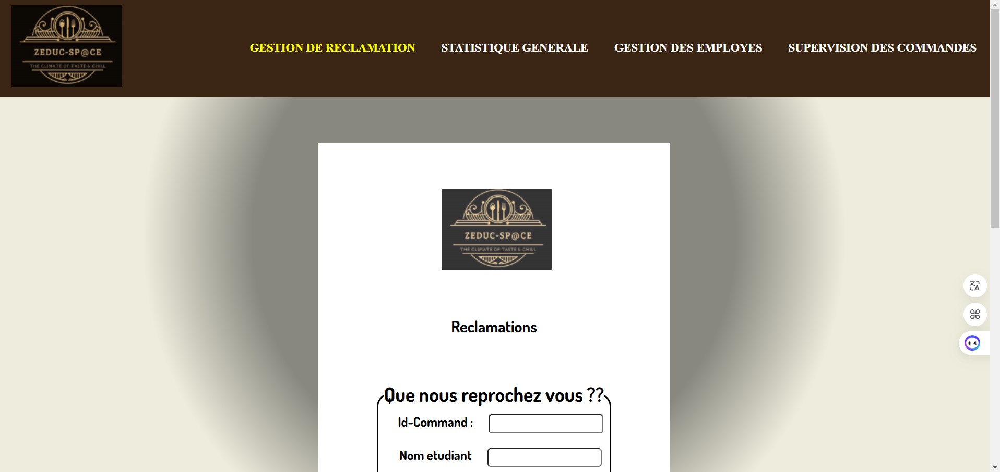 ZEDUC-SP@CE
THE CLIMATE OF TASTE & CHILL
GESTION DE RECLAMATION STATISTIQUE GENERALE GESTION DES EMPLOYES SUPERVISION DES COMMANDES
ZEDUC-SP@CE
THE CLIMATE OF TASTE & CHILL
Reclamations
Que nous reprochez vous ??
Id-Command :
Nom etudiant